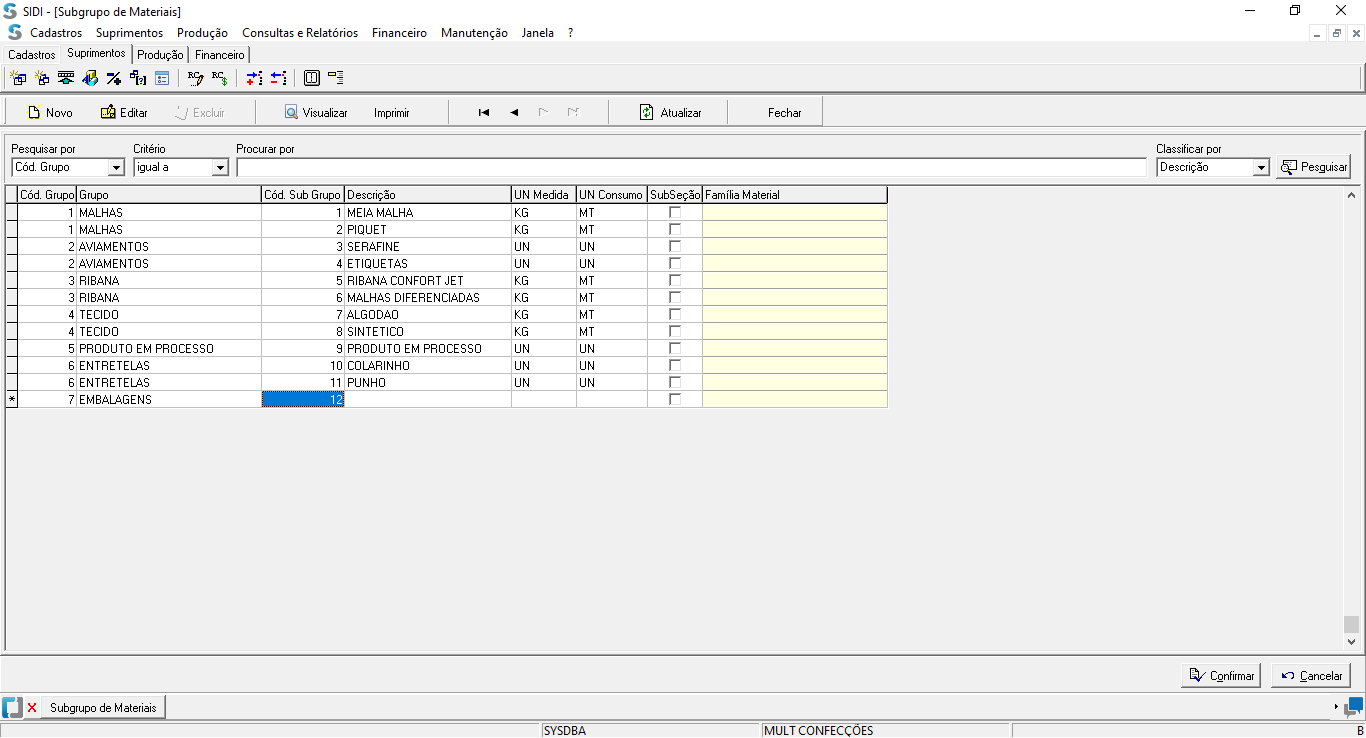 SIDI - [Subgrupo de Materiais]
Cadastros Suprimentos Produção Consultas e Relatórios Financeiro Manutenção Janela ?
Cadastros Suprimentos Produção Financeiro
Novo Editar Excluir Visualizar Imprimir Atualizar Fechar
Pesquisar por Critério Procurar por Classificar por
Cód. Grupo igual a Descrição Pesquisar
Cód. Grupo Grupo Cód. Sub Grupo Descrição UN Medida UN Consumo SubSeção Família Material
1 MALHAS 1 MEIA MALHA KG MT
1 MALHAS 2 PIQUET KG MT
2 AVIAMENTOS 3 SERAFINE UN UN
2 AVIAMENTOS 4 ETIQUETAS UN UN
3 RIBANA 5 RIBANA CONFORT JET KG MT
3 RIBANA 6 MALHAS DIFERENCIADAS KG MT
4 TECIDO 7 ALGODAO KG MT
4 TECIDO 8 SINTETICO KG MT
5 PRODUTO EM PROCESSO 9 PRODUTO EM PROCESSO UN UN
6 ENTRETELAS 10 COLARINHO UN UN
6 ENTRETELAS 11 PUNHO UN UN
* 7 EMBALAGENS 12
Confirmar Cancelar
Subgrupo de Materiais
SYSDBA MULT CONFECÇÕES B